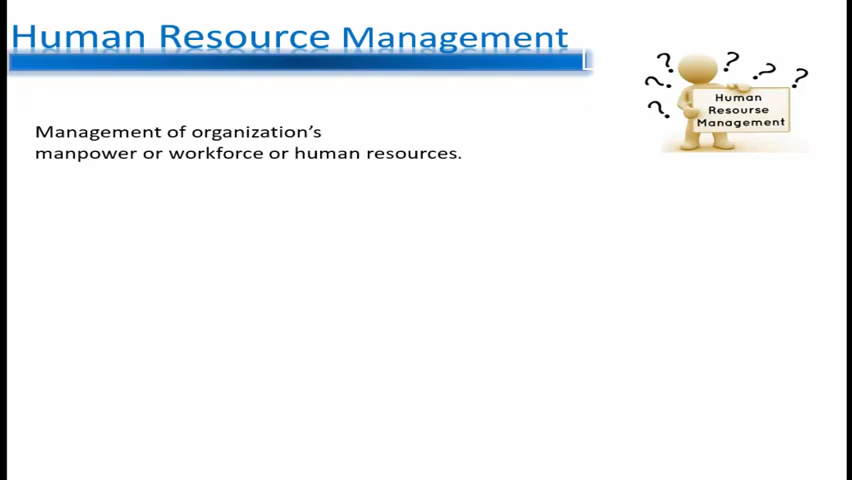 Human Resource Management
Management of organization's
manpower or workforce or human resources.
? ? ? ?
? ?
Human
Resourse
Management